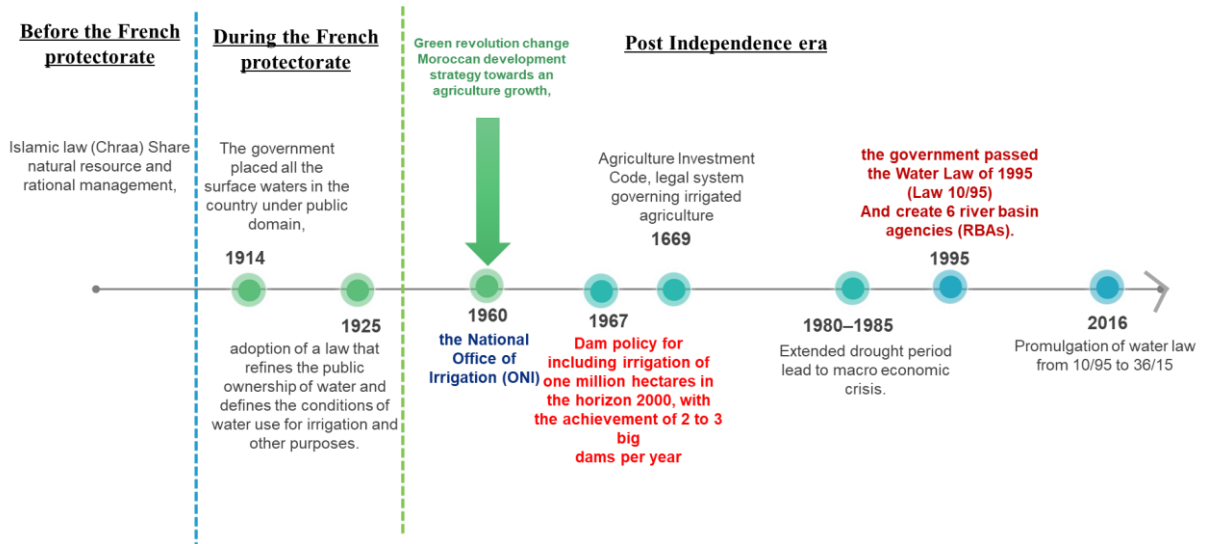 Before the French
protectorate
During the French
protectorate
Green revolution change
Moroccan development
strategy towards an
agriculture growth,
Post Independence era
Islamic law (Chraa) Share
natural resource and
rational management,
The government
placed all the
surface waters in the
country under public
domain,
1914
1925
adoption of a law that
refines the public
ownership of water and
defines the conditions of
water use for irrigation and
other purposes.
1960
the National
Office of
Irrigation (ONI)
1967
Dam policy for
including irrigation of
one million hectares in
the horizon 2000, with
the achievement of 2 to 3
big
dams per year
Agriculture Investment
Code, legal system
governing irrigated
agriculture
1669
1980–1985
Extended drought period
lead to macro economic
crisis.
the government passed
the Water Law of 1995
(Law 10/95)
And create 6 river basin
agencies (RBAs).
1995
2016
Promulgation of water law
from 10/95 to 36/15